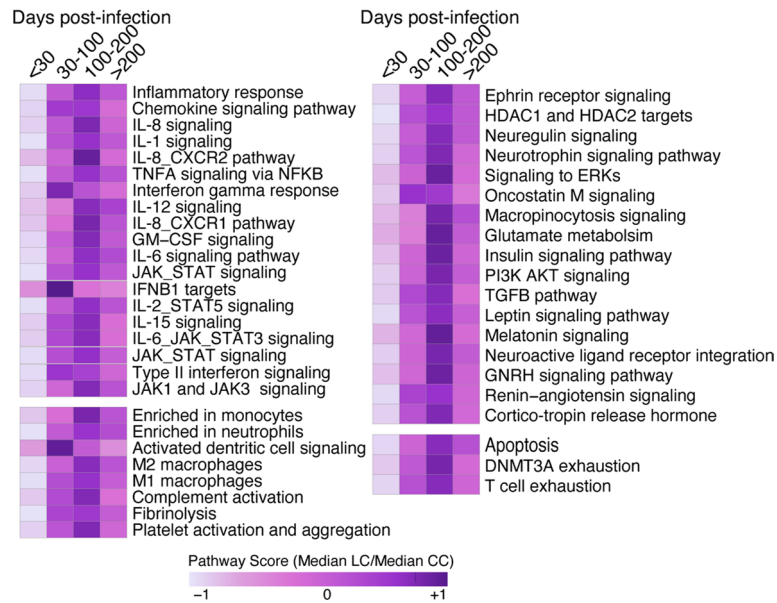 Days post-infection
<30
30-100
100-200
>200
Inflammatory response
Chemokine signaling pathway
IL-8 signaling
IL-1 signaling
IL-8_CXCR2 pathway
TNFA signaling via NFKB
Interferon gamma response
IL-12 signaling
IL-8_CXCR1 pathway
GM–CSF signaling
IL-6 signaling pathway
JAK_STAT signaling
IFNB1 targets
IL-2_STAT5 signaling
IL-15 signaling
IL-6_JAK_STAT3 signaling
JAK_STAT signaling
Type II interferon signaling
JAK1 and JAK3 signaling
Enriched in monocytes
Enriched in neutrophils
Activated dentritic cell signaling
M2 macrophages
M1 macrophages
Complement activation
Fibrinolysis
Platelet activation and aggregation
Days post-infection
<30
30-100
100-200
>200
Ephrin receptor signaling
HDAC1 and HDAC2 targets
Neuregulin signaling
Neurotrophin signaling pathway
Signaling to ERKs
Oncostatin M signaling
Macropinocytosis signaling
Glutamate metabolsim
Insulin signaling pathway
PI3K AKT signaling
TGFB pathway
Leptin signaling pathway
Melatonin signaling
Neuroactive ligand receptor integration
GNRH signaling pathway
Renin–angiotensin signaling
Cortico-tropin release hormone
Apoptosis
DNMT3A exhaustion
T cell exhaustion
Pathway Score (Median LC/Median CC)
−1 0 +1